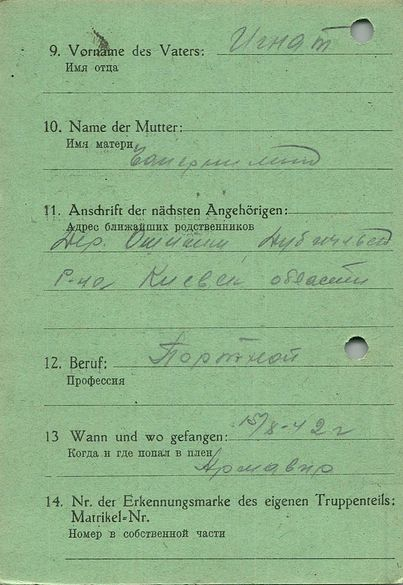 9. Vorname des Vaters: Игнат
Имя отца
10. Name der Mutter:
Имя матери
11. Anschrift der nächsten Angehörigen:
Адрес ближайших родственников
Дер.
Р-на Киевск области
12. Beruf: Портной
Профессия
13 Wann und wo gefangen: 15/8-42 г
Когда и где попал в плен
Армавир
14. Nr. der Erkennungsmarke des eigenen Truppenteils:
Matrikel-Nr.
Номер в собственной части